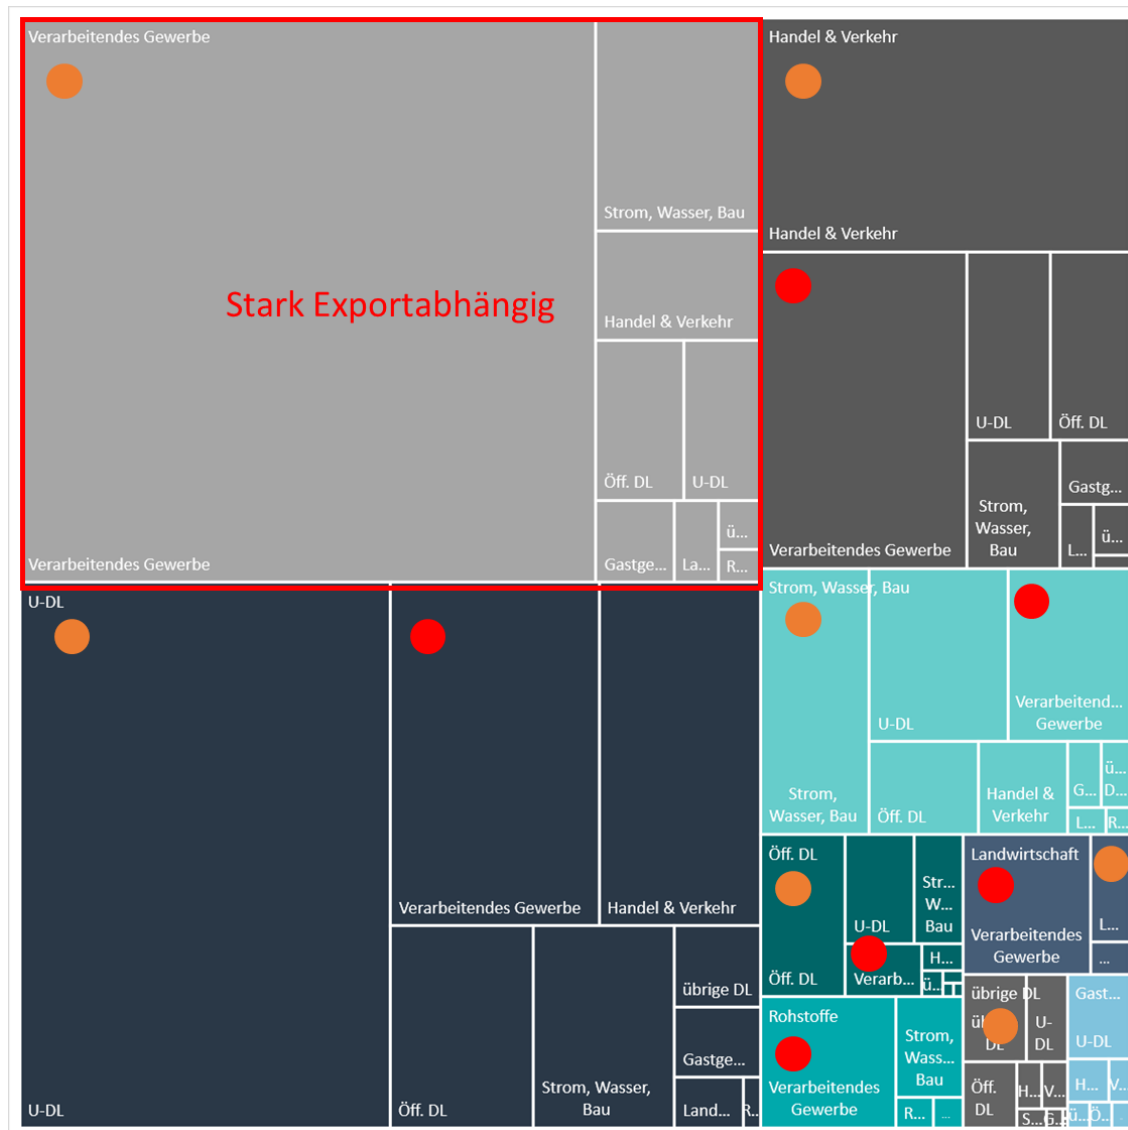 Verarbeitendes Gewerbe
Strom, Wasser, Bau
Handel & Verkehr
Stark Exportabhängig
Öff. DL
U-DL
Verarbeitendes Gewerbe
Gastge...
La...
ü...
R...
Handel & Verkehr
Handel & Verkehr
U-DL
Öff. DL
Verarbeitendes Gewerbe
Strom,
Wasser,
Bau
Gastg...
L...
ü...
U-DL
U-DL
Verarbeitendes Gewerbe
Handel & Verkehr
Öff. DL
Strom, Wasser,
Bau
übrige DL
Gastge...
Land...
R...
Strom, Wasser, Bau
Strom,
Wasser, Bau
U-DL
Verarbeitend...
Gewerbe
Öff. DL
Handel &
Verkehr
G...
ü...
D...
L...
R...
Öff. DL
Öff. DL
U-DL
Str...
W...
Bau
Verarb...
H...
ü...
Landwirtschaft
Verarbeitendes
Gewerbe
L...
...
Rohstoffe
Verarbeitendes
Gewerbe
Strom,
Wass...
Bau
R...
...
übrige DL
DL
U-
DL
Öff.
DL
H...
V...
S...
G...
Gast...
U-DL
H...
V...
ü...
Ö...